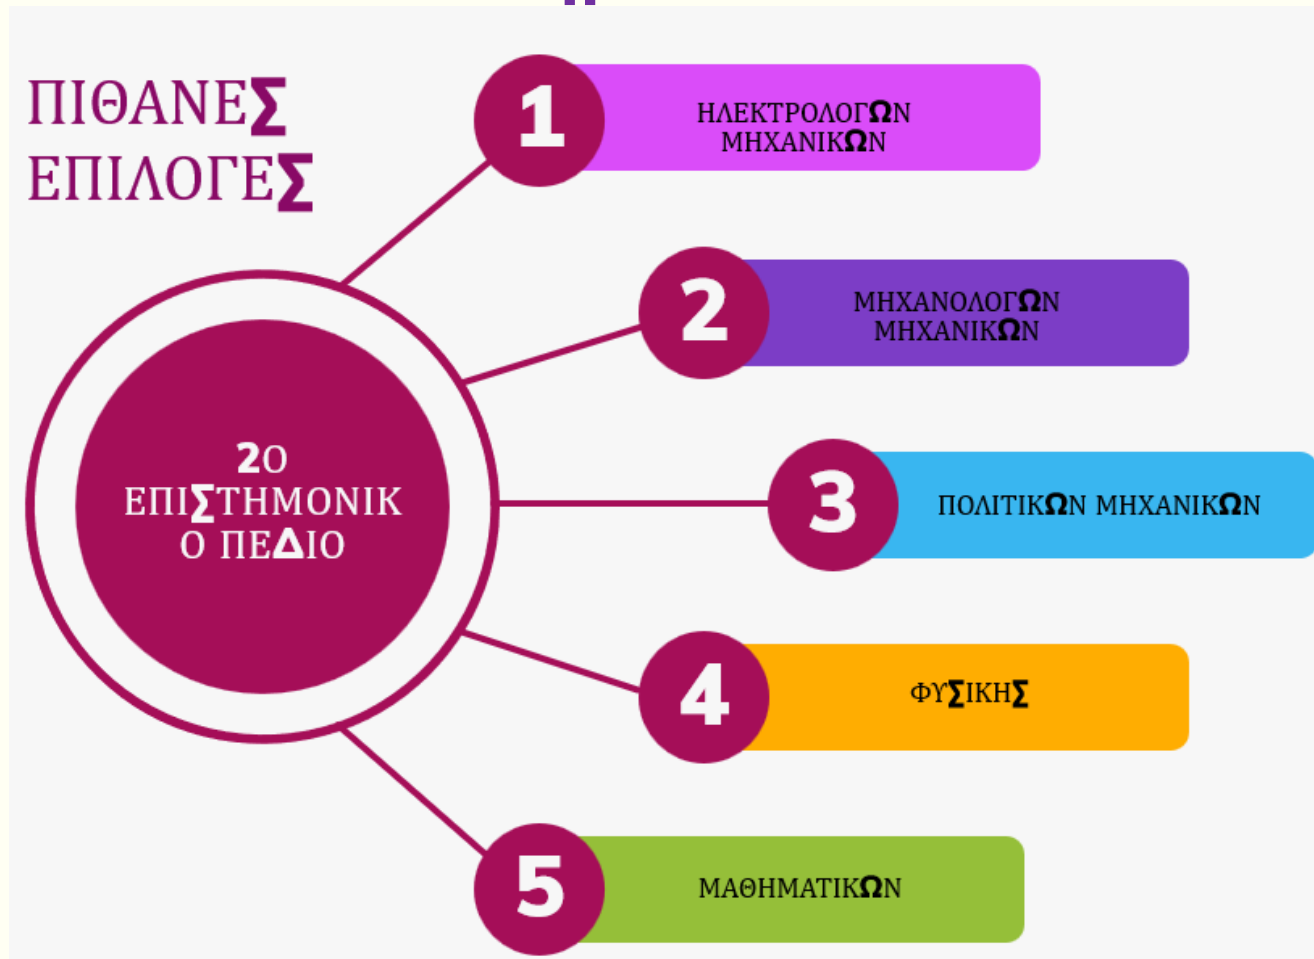 ΠΙΘΑΝΕΣ
ΕΠΙΛΟΓΕΣ
1
ΗΛΕΚΤΡΟΛΟΓΩΝ
ΜΗΧΑΝΙΚΩΝ
2
ΜΗΧΑΝΟΛΟΓΩΝ
ΜΗΧΑΝΙΚΩΝ
2Ο
ΕΠΙΣΤΗΜΟΝΙΚ
Ο ΠΕΔΙΟ
3
ΠΟΛΙΤΙΚΩΝ ΜΗΧΑΝΙΚΩΝ
4
ΦΥΣΙΚΗΣ
5
ΜΑΘΗΜΑΤΙΚΩΝ